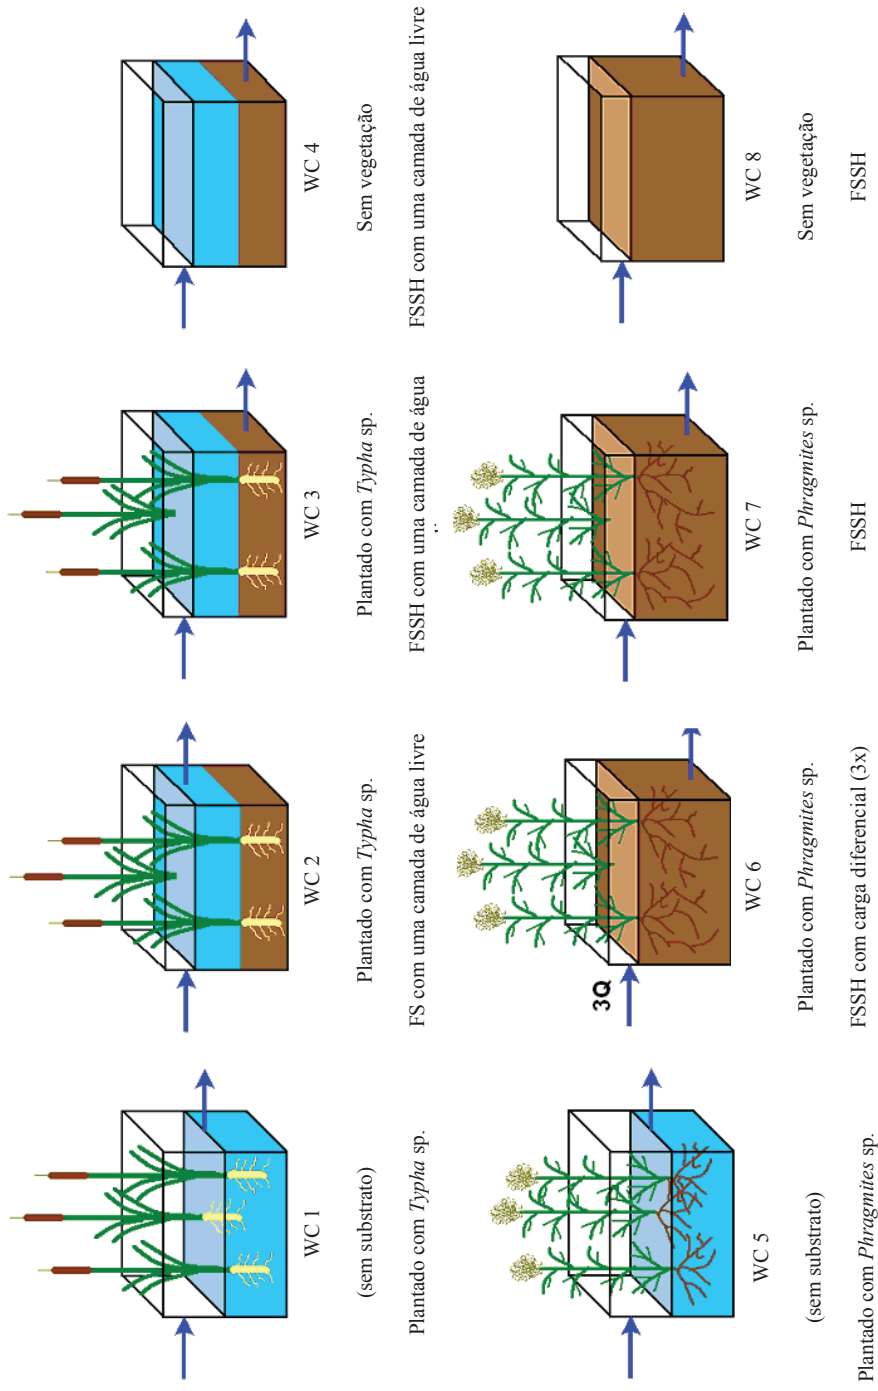 WC 1
(sem substrato)
Plantado com Typha sp.
WC 2
Plantado com Typha sp.
FS com uma camada de água livre
WC 3
Plantado com Typha sp.
FSSH com uma camada de água
WC 4
Sem vegetação
FSSH com uma camada de água livre
WC 5
(sem substrato)
Plantado com Phragmites sp.
3Q
WC 6
Plantado com Phragmites sp.
FSSH com carga diferencial (3x)
WC 7
Plantado com Phragmites sp.
FSSH
WC 8
Sem vegetação
FSSH